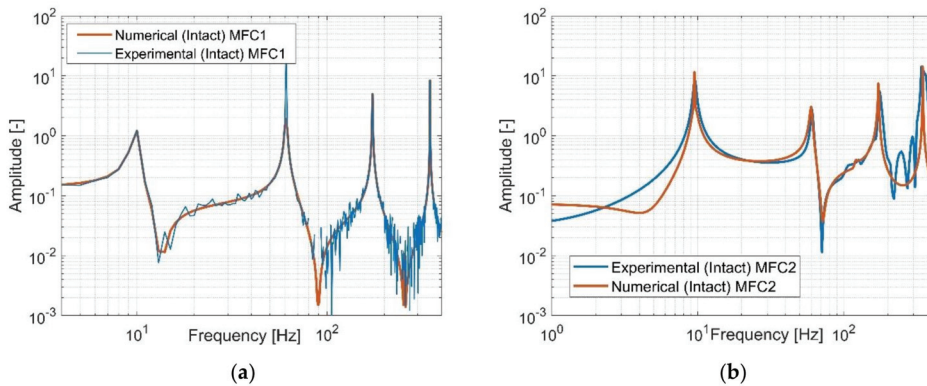 10^2
Numerical (Intact) MFC1
Experimental (Intact) MFC1
10^1
10^0
10^-1
10^-2
10^-3
Amplitude [-]
10^1
Frequency [Hz]
10^2
(a)
10^2
10^1
10^0
10^-1
10^-2
10^-3
Amplitude [-]
Experimental (Intact) MFC2
Numerical (Intact) MFC2
10^0
10^1
Frequency [Hz]
10^2
(b)